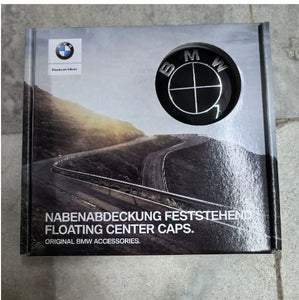 BMW
NABENABDECKUNG FESTSTEHEND
FLOATING CENTER CAPS.
ORIGINAL BMW ACCESSORIES.